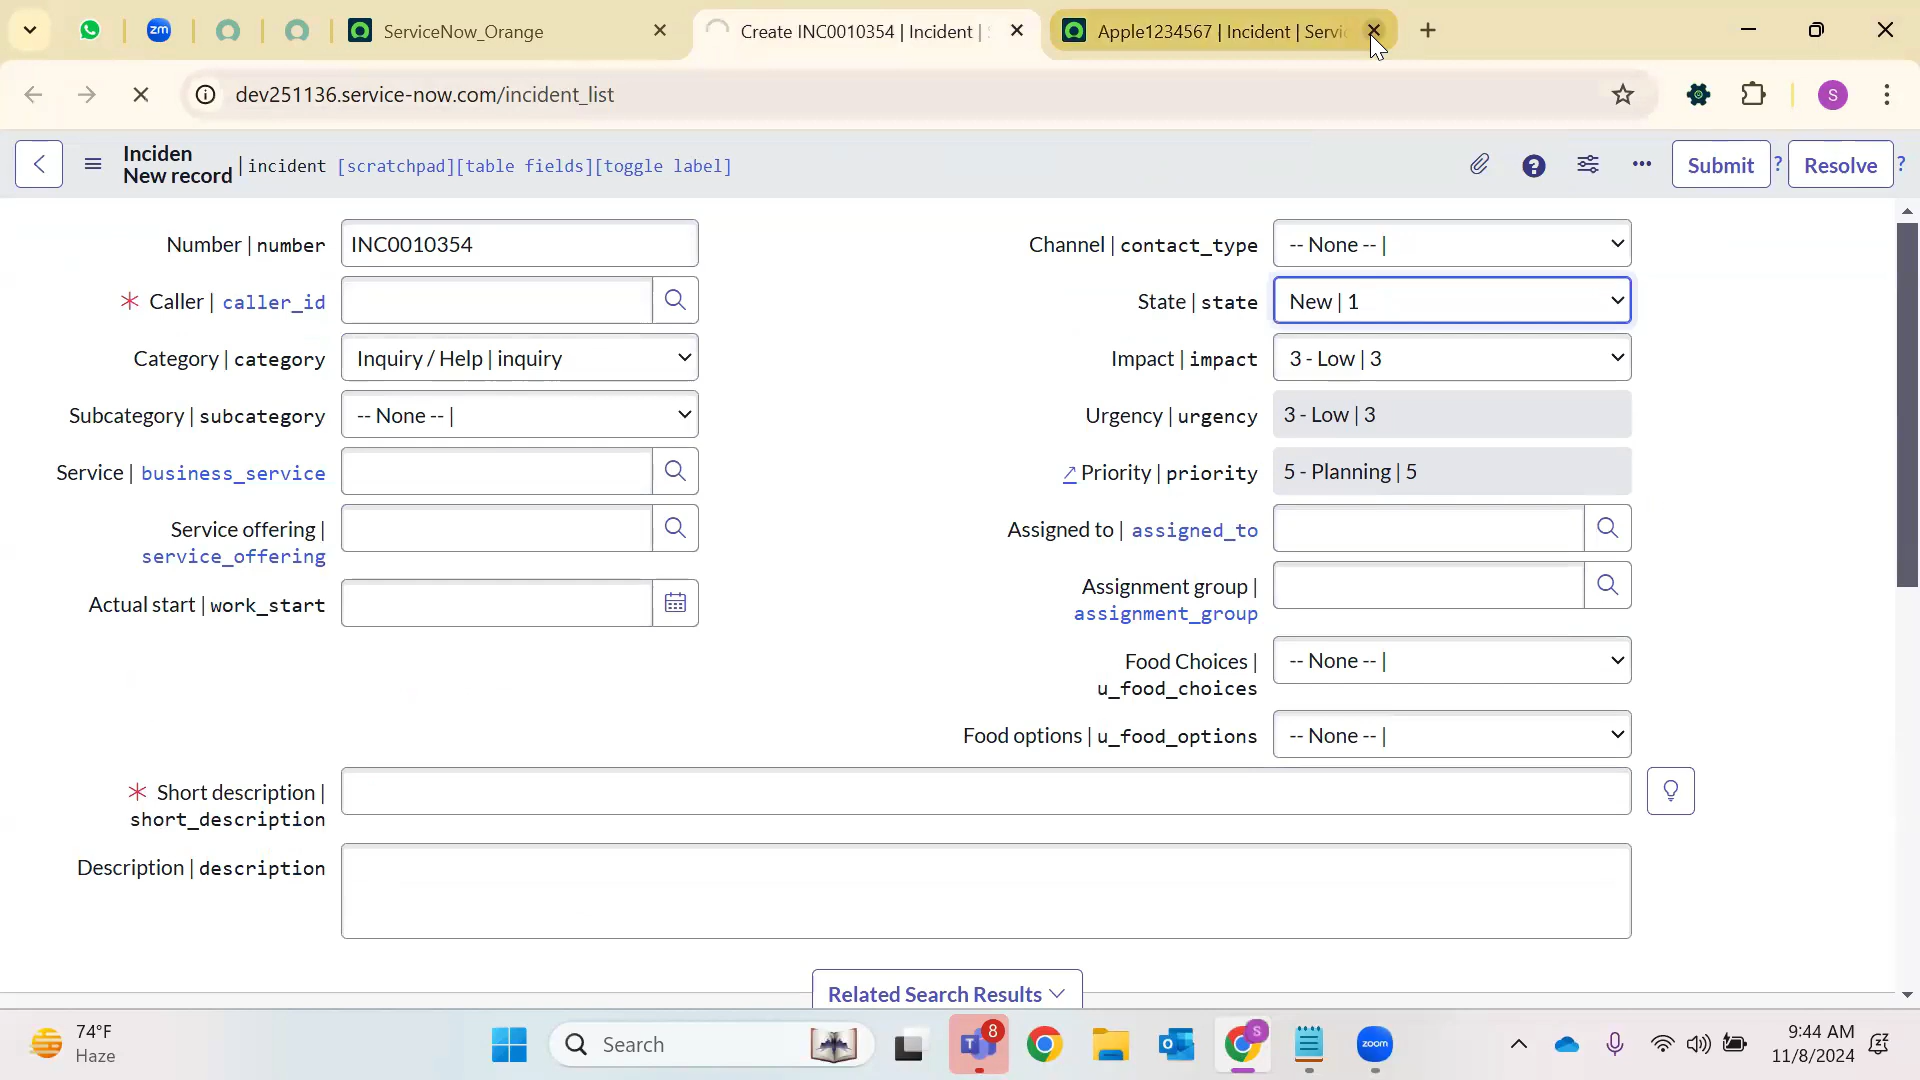 zm
ServiceNow_Orange
Create INC0010354 | Incident |
Apple1234567 | Incident | Servi
dev251136.service-now.com/incident_list
S
Inciden
New record
| incident [scratchpad][table fields][toggle label]
Submit
?
Resolve
?
Number | number
INC0010354
Channel | contact_type
-- None -- |
Caller | caller_id
State | state
New | 1
Category | category
Inquiry / Help | inquiry
Impact | impact
3 - Low | 3
Subcategory | subcategory
-- None -- |
Urgency | urgency
3 - Low | 3
Service | business_service
Priority | priority
5 - Planning | 5
Service offering |
service_offering
Assigned to | assigned_to
Actual start | work_start
Assignment group |
assignment_group
Food Choices |
u_food_choices
-- None -- |
Food options | u_food_options
-- None -- |
Short description |
short_description
Description | description
Related Search Results
74°F
Haze
Search
8
S
zoom
9:44 AM
11/8/2024